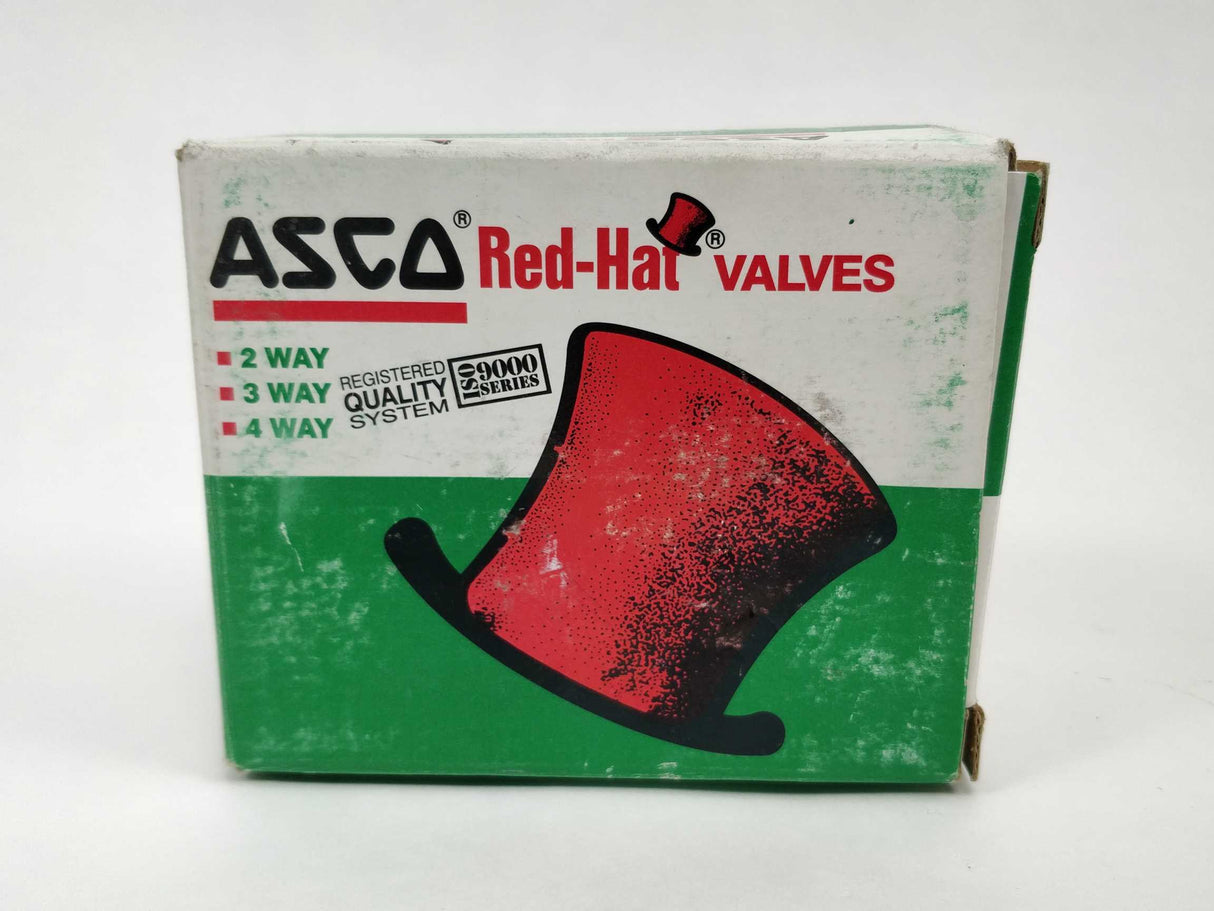 ASCO® Red-Hat® VALVES
2 WAY
3 WAY
4 WAY
REGISTERED
QUALITY
SYSTEM
ISO 9000
SERIES